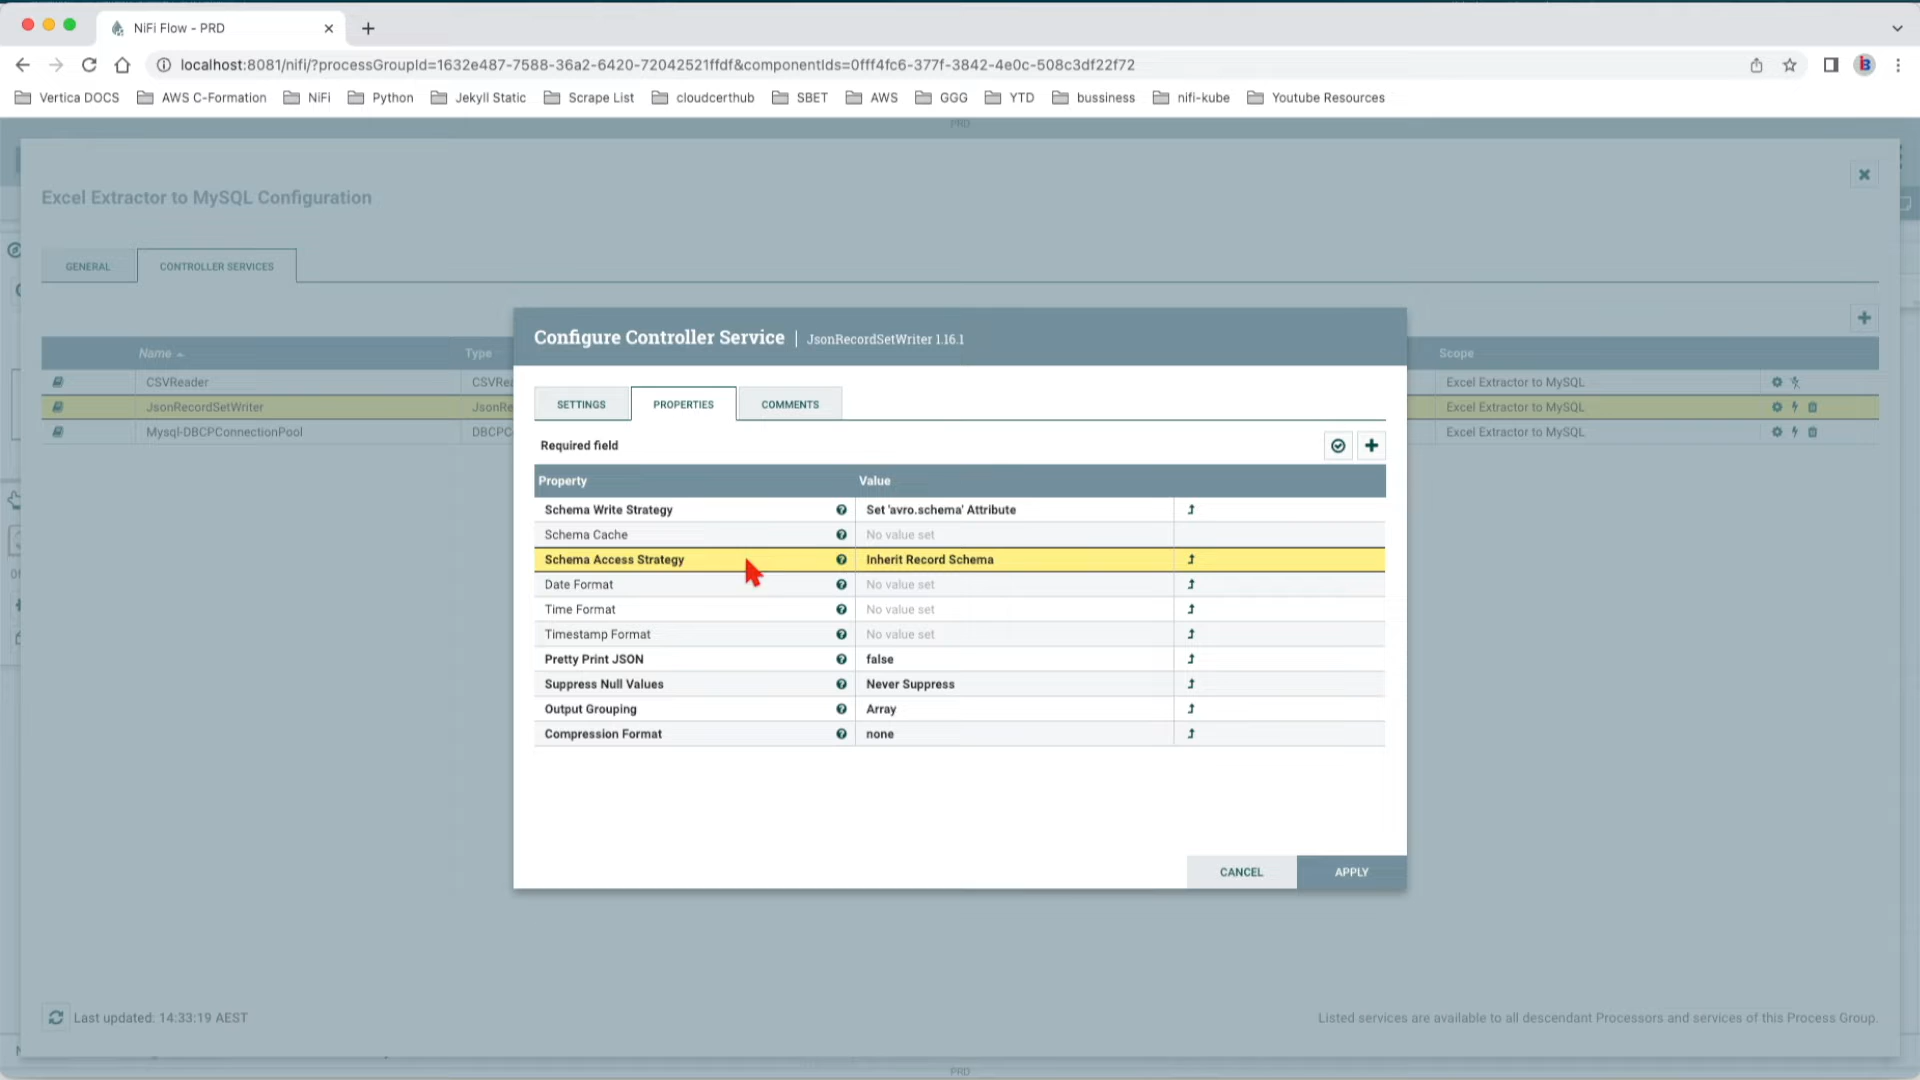 NiFi Flow - PRD
localhost:8081/nifi/?processGroupId=1632e487-7588-36a2-6420-72042521ffdf&componentIds=0fff4fc6-377f-3842-4e0c-508c3df22f72
Vertica DOCS AWS C-Formation NiFi Python Jekyll Static Scrape List cloudcerthub SBET AWS GGG YTD bussiness nifi-kube Youtube Resources
PRD
Excel Extractor to MySQL Configuration
GENERAL CONTROLLER SERVICES
Configure Controller Service | JsonRecordSetWriter 1.16.1
Name Type Scope
CSVReader CSVRea Excel Extractor to MySQL
JsonRecordSetWriter JsonRe Excel Extractor to MySQL
Mysql-DBCPConnectionPool DBCPC Excel Extractor to MySQL
SETTINGS PROPERTIES COMMENTS
Required field
Property Value
Schema Write Strategy Set 'avro.schema' Attribute
Schema Cache No value set
Schema Access Strategy Inherit Record Schema
Date Format No value set
Time Format No value set
Timestamp Format No value set
Pretty Print JSON false
Suppress Null Values Never Suppress
Output Grouping Array
Compression Format none
CANCEL APPLY
Last updated: 14:33:19 AEST
Listed services are available to all descendant Processors and services of this Process Group.
PRD